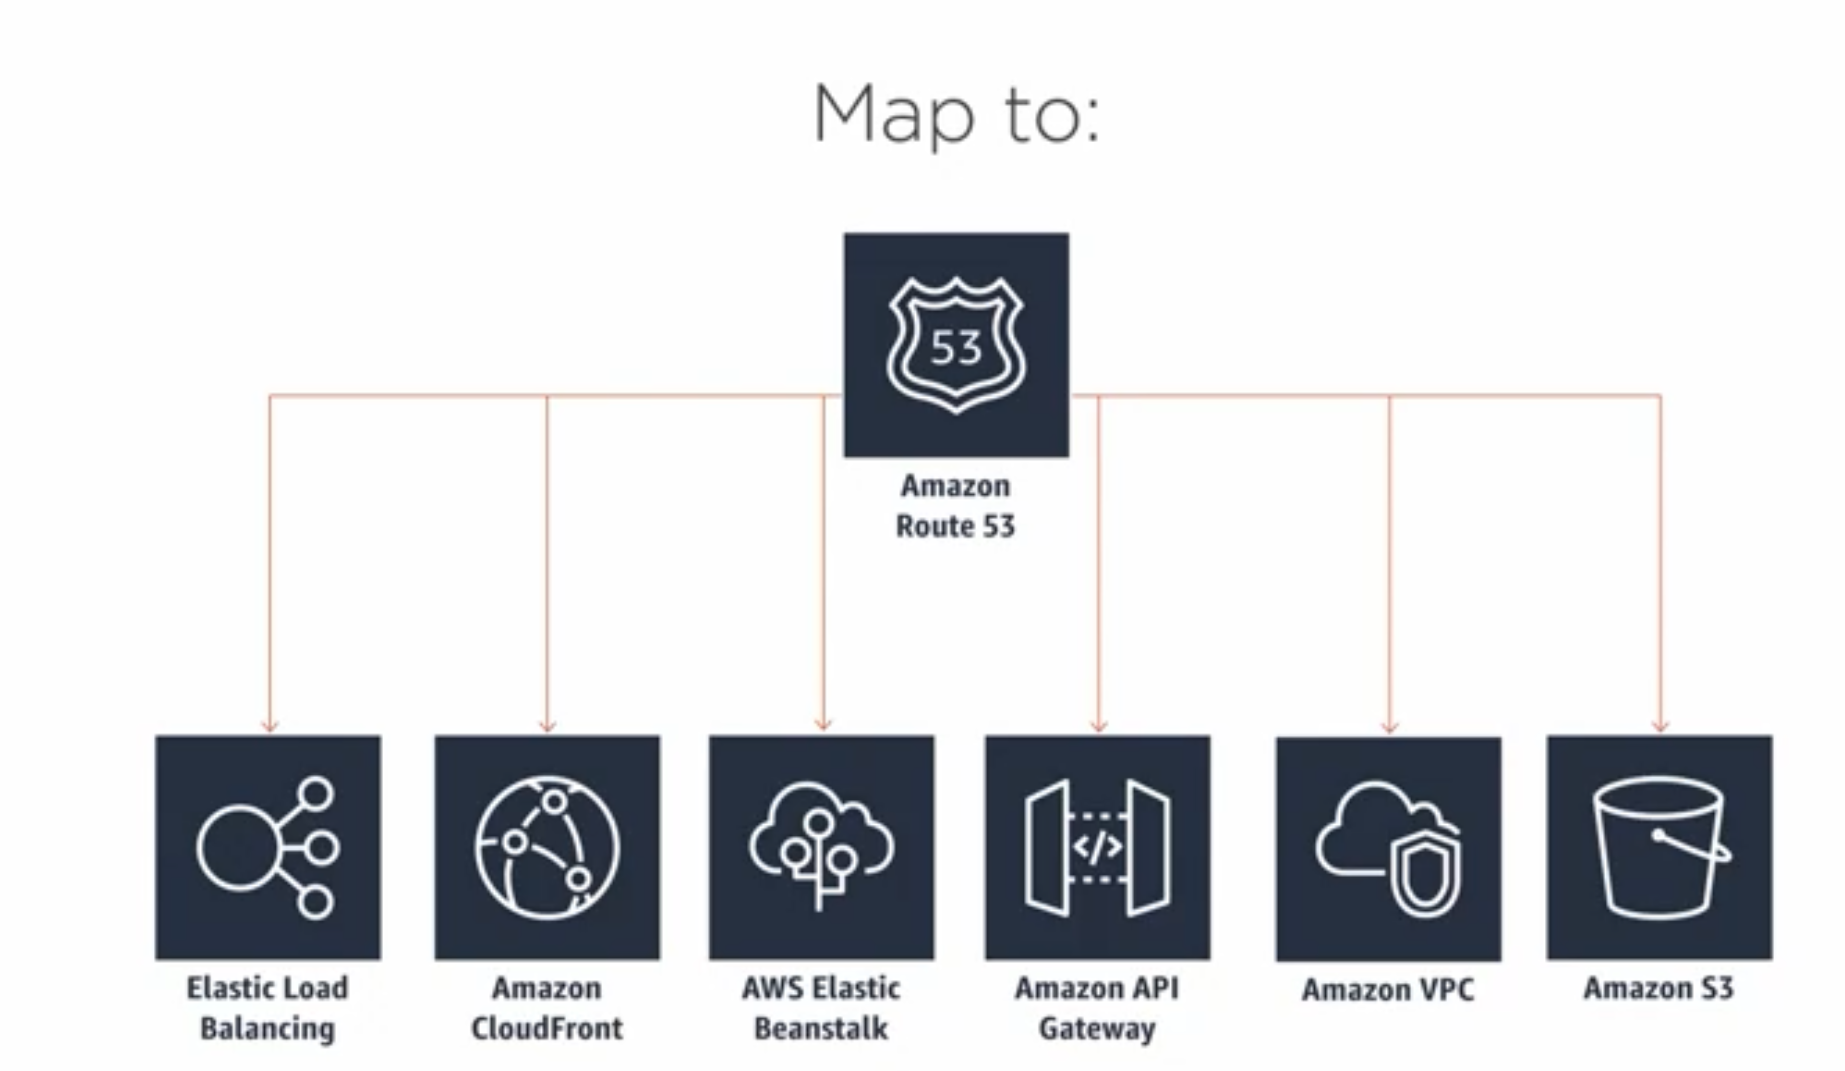 Map to:
53
Amazon
Route 53
Elastic Load
Balancing
Amazon
CloudFront
AWS Elastic
Beanstalk
</>
Amazon API
Gateway
Amazon VPC
Amazon S3